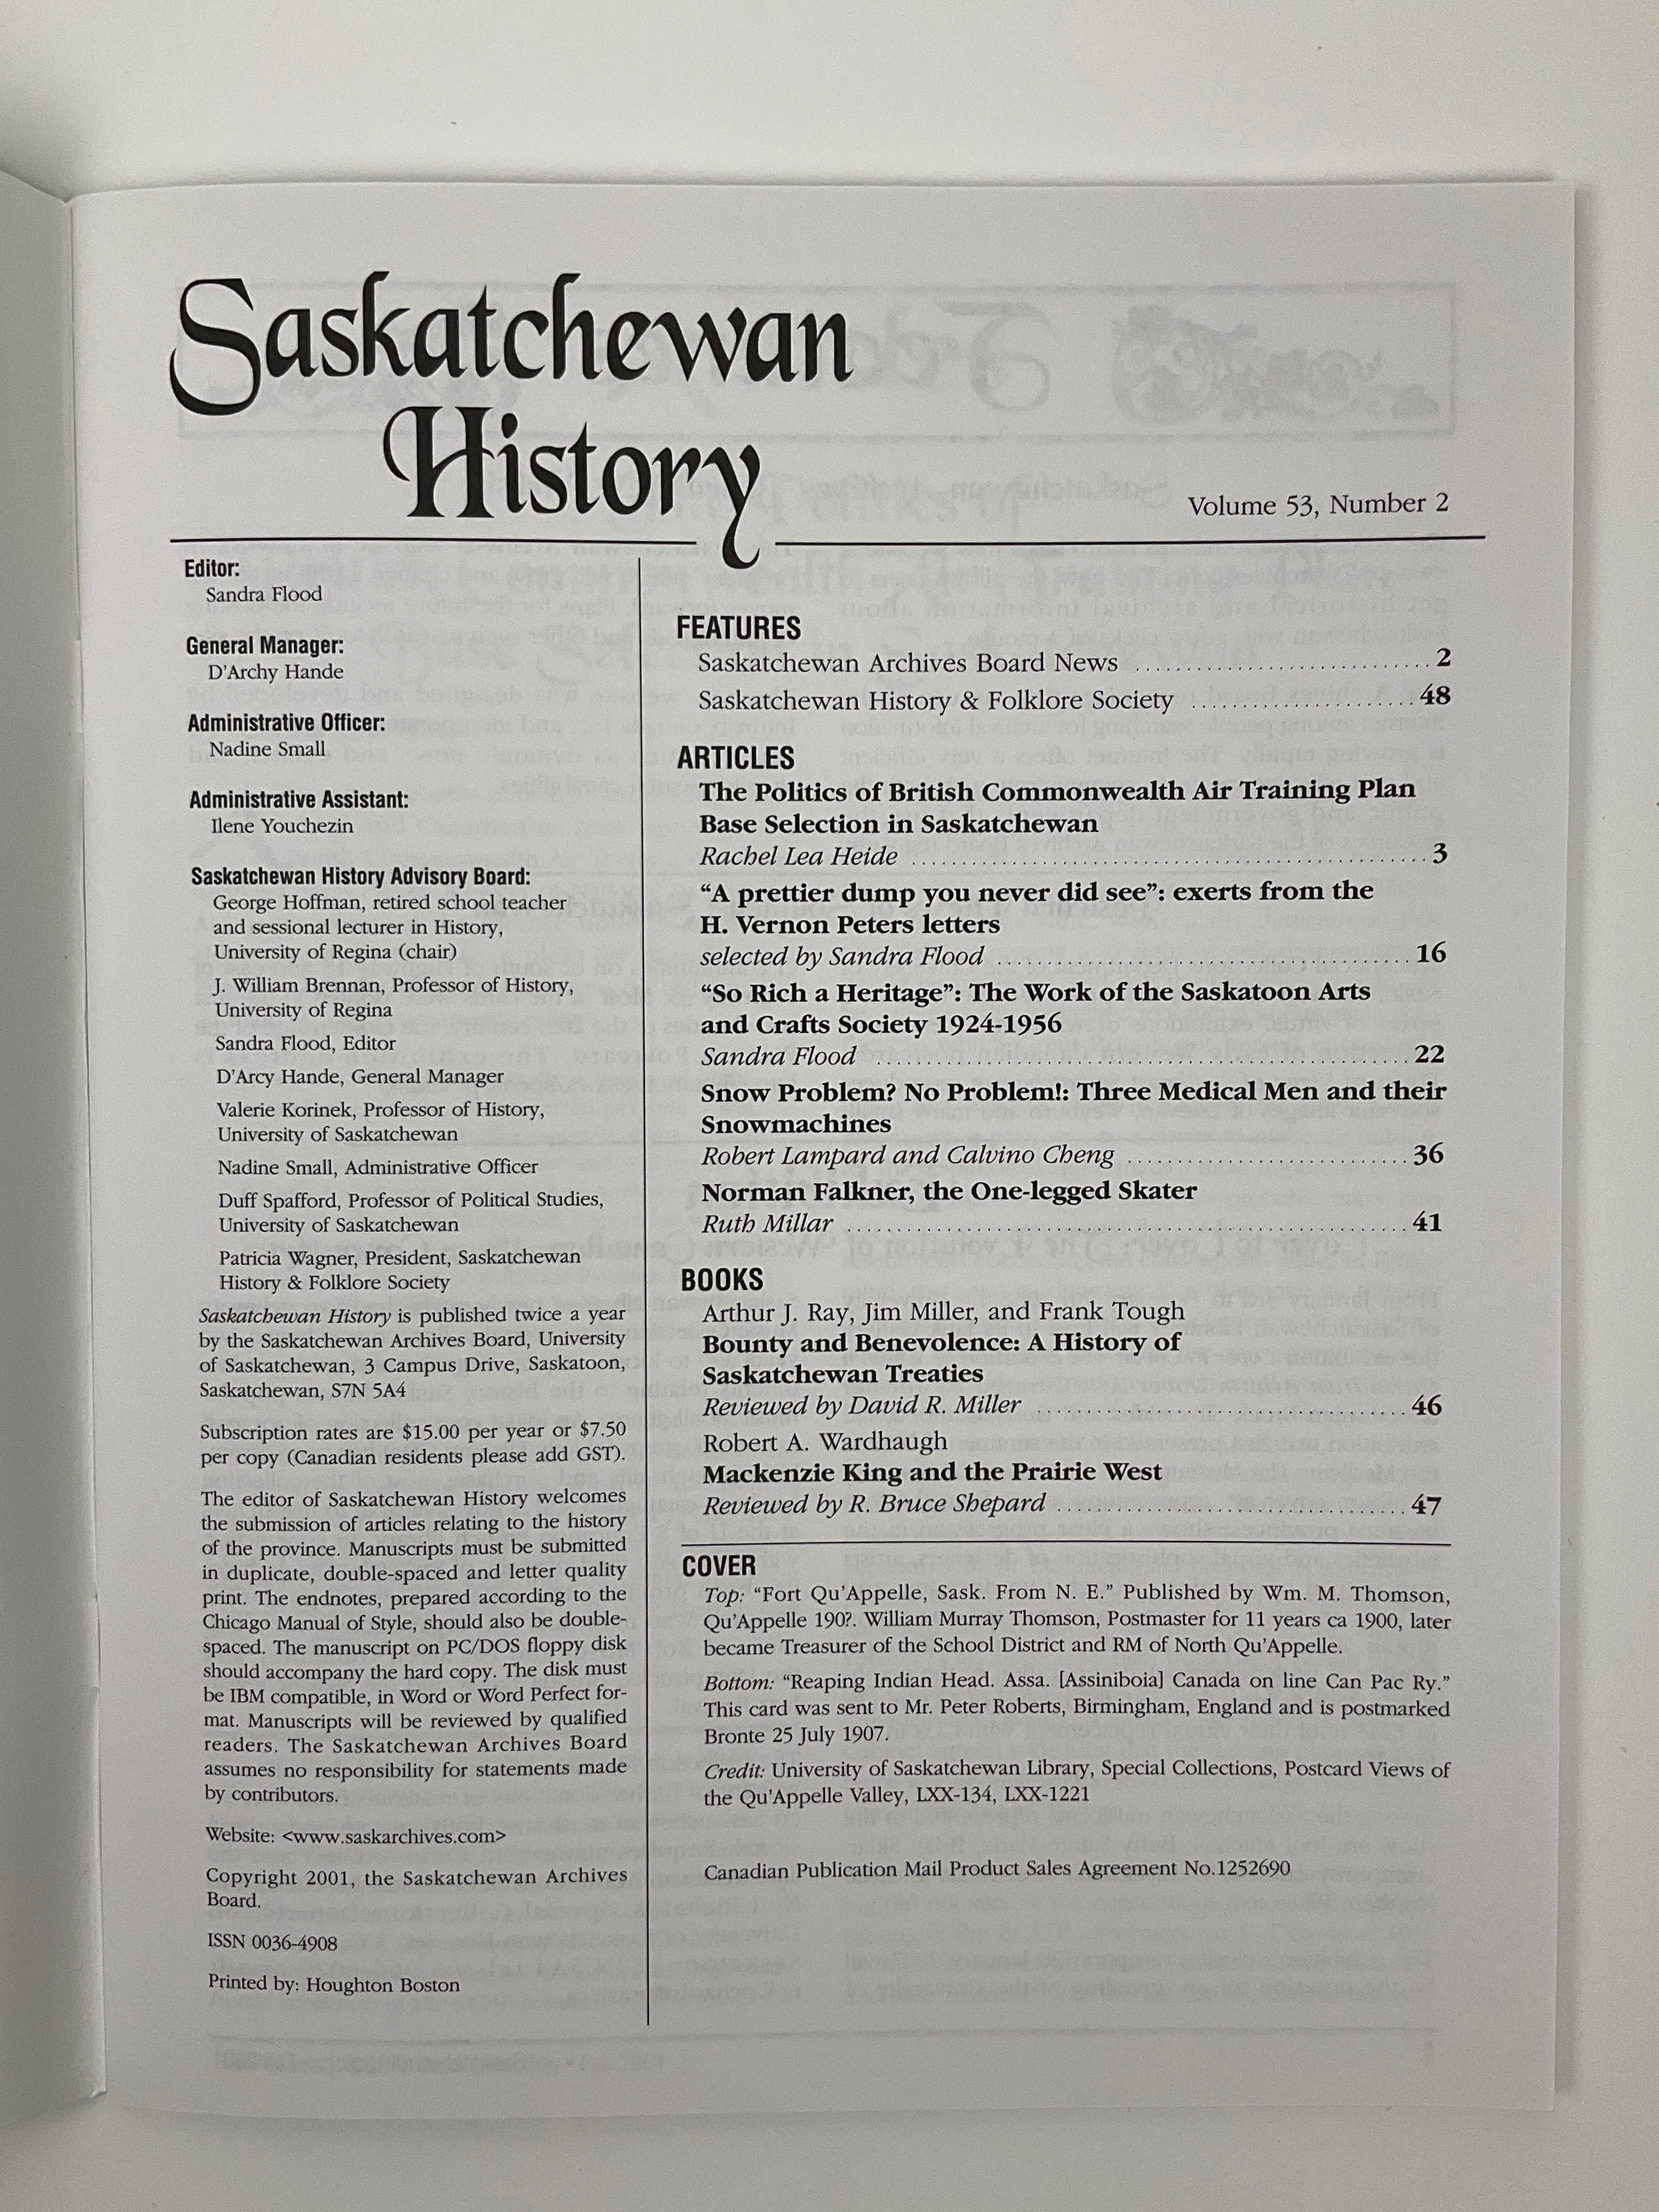 Saskatchewan
History
Volume 53, Number 2
Editor:
Sandra Flood
General Manager:
D'Archy Hande
Administrative Officer:
Nadine Small
Administrative Assistant:
Ilene Youchezin
Saskatchewan History Advisory Board:
George Hoffman, retired school teacher
and sessional lecturer in History,
University of Regina (chair)
J. William Brennan, Professor of History,
University of Regina
Sandra Flood, Editor
D'Arcy Hande, General Manager
Valerie Korinek, Professor of History,
University of Saskatchewan
Nadine Small, Administrative Officer
Duff Spafford, Professor of Political Studies,
University of Saskatchewan
Patricia Wagner, President, Saskatchewan
History & Folklore Society
Saskatchewan History is published twice a year
by the Saskatchewan Archives Board, University
of Saskatchewan, 3 Campus Drive, Saskatoon,
Saskatchewan, S7N 5A4
Subscription rates are $15.00 per year or $7.50
per copy (Canadian residents please add GST).
The editor of Saskatchewan History welcomes
the submission of articles relating to the history
of the province. Manuscripts must be submitted
in duplicate, double-spaced and letter quality
print. The endnotes, prepared according to the
Chicago Manual of Style, should also be double-
spaced. The manuscript on PC/DOS floppy disk
should accompany the hard copy. The disk must
be IBM compatible, in Word or Word Perfect for-
mat. Manuscripts will be reviewed by qualified
readers. The Saskatchewan Archives Board
assumes no responsibility for statements made
by contributors.
Website: <www.saskarchives.com>
Copyright 2001, the Saskatchewan Archives
Board.
ISSN 0036-4908
Printed by: Houghton Boston
FEATURES
Saskatchewan Archives Board News ............................ 2
Saskatchewan History & Folklore Society ...................... 48
ARTICLES
The Politics of British Commonwealth Air Training Plan
Base Selection in Saskatchewan
Rachel Lea Heide .................................................. 3
“A prettier dump you never did see”: exerts from the
H. Vernon Peters letters
selected by Sandra Flood ........................................ 16
“So Rich a Heritage”: The Work of the Saskatoon Arts
and Crafts Society 1924-1956
Sandra Flood .................................................... 22
Snow Problem? No Problem!: Three Medical Men and their
Snowmachines
Robert Lampard and Calvino Cheng ........................... 36
Norman Falkner, the One-legged Skater
Ruth Millar ....................................................... 41
BOOKS
Arthur J. Ray, Jim Miller, and Frank Tough
Bounty and Benevolence: A History of
Saskatchewan Treaties
Reviewed by David R. Miller .................................... 46
Robert A. Wardhaugh
Mackenzie King and the Prairie West
Reviewed by R. Bruce Shepard .................................. 47
COVER
Top: “Fort Qu'Appelle, Sask. From N. E.” Published by Wm. M. Thomson,
Qu'Appelle 190?. William Murray Thomson, Postmaster for 11 years ca 1900, later
became Treasurer of the School District and RM of North Qu'Appelle.
Bottom: “Reaping Indian Head. Assa. [Assiniboia] Canada on line Can Pac Ry.”
This card was sent to Mr. Peter Roberts, Birmingham, England and is postmarked
Bronte 25 July 1907.
Credit: University of Saskatchewan Library, Special Collections, Postcard Views of
the Qu'Appelle Valley, LXX-134, LXX-1221
Canadian Publication Mail Product Sales Agreement No.1252690